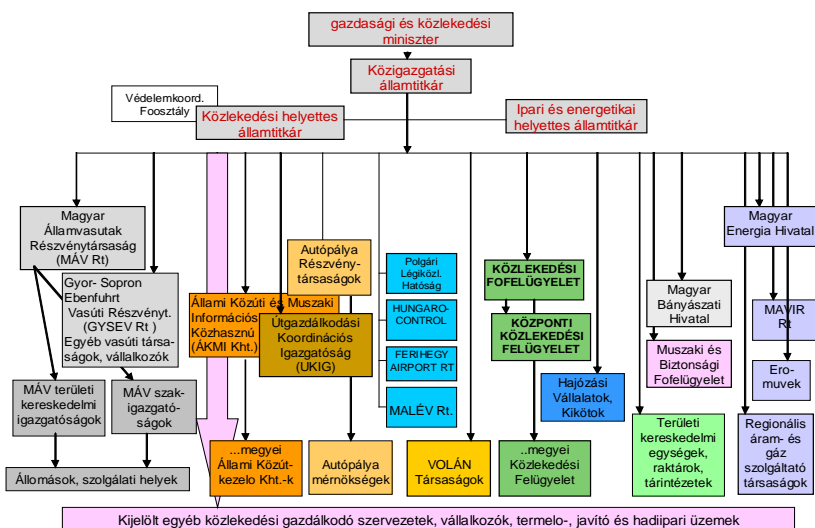 gazdasági és közlekedési
miniszter
Közigazgatási
államtitkár
Védelemkoord.
Foosztály
Közlekedési helyettes
államtitkár
Ipari és energetikai
helyettes államtitkár
Magyar
Államvasutak
Részvénytársaság
(MÁV Rt)
Gyor- Sopron
Ebenfuhrt
Vasúti Részvényt.
(GYSEV Rt )
Egyéb vasúti társa-
ságok, vállalkozók
MÁV területi
kereskedelmi
igazgatóságok
MÁV szak-
igazgató-
ságok
Állomások, szolgálati helyek
Állami Közúti és Muszaki
Információs
Közhasznú
(ÁKMI Kht.)
Útgazdálkodási
Koordinációs
Igazgatóság
(UKIG)
...megyei
Állami Közút-
kezelo Kht.-k
Autópálya
Részvény-
társaságok
Autópálya
mérnökségek
Polgári
Légiközl.
Hatóság
HUNGARO-
CONTROL
FERIHEGY
AIRPORT RT
MALÉV Rt.
VOLÁN
Társaságok
KÖZLEKEDÉSI
FOFELÜGYELET
KÖZPONTI
KÖZLEKEDÉSI
FELÜGYELET
..megyei
Közlekedési
Felügyelet
Hajózási
Vállalatok,
Kikötok
Magyar
Bányászati
Hivatal
Muszaki és
Biztonsági
Fofelügyelet
Területi
kereskedelmi
egységek,
raktárok,
tárintézetek
Magyar
Energia Hivatal
MAVIR
Rt
Ero-
muvek
Regionális
áram- és
gáz
szolgáltató
társaságok
Kijelölt egyéb közlekedési gazdálkodó szervezetek, vállalkozók, termelo-, javító és hadiipari üzemek